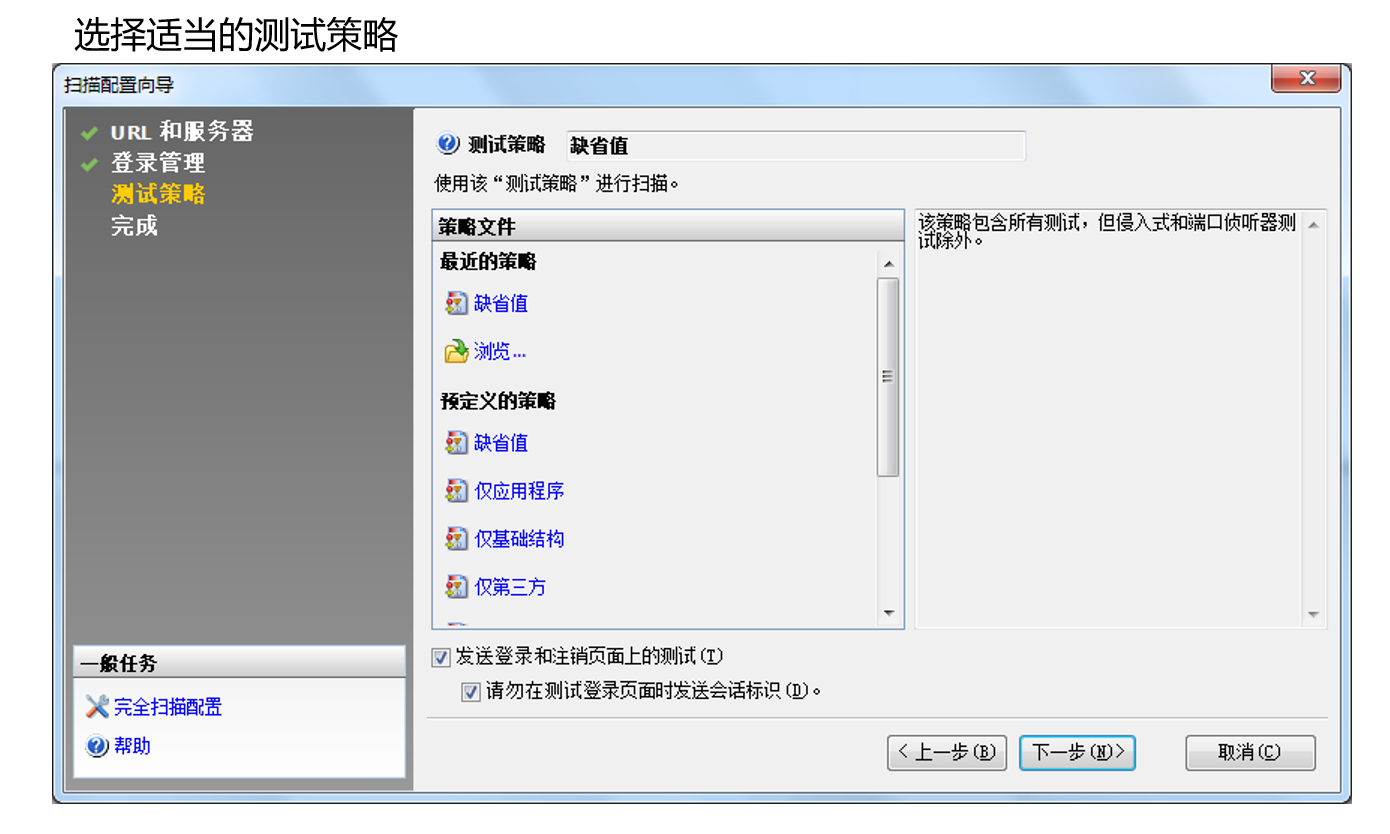 选择适当的测试策略
扫描配置向导
URL 和服务器
登录管理
测试策略
完成
测试策略
缺省值
使用该“测试策略”进行扫描。
策略文件
最近的策略
缺省值
浏览...
预定义的策略
缺省值
仅应用程序
仅基础结构
仅第三方
该策略包含所有测试，但侵入式和端口侦听器测
试除外。
一般任务
完全扫描配置
帮助
发送登录和注销页面上的测试(T)
请勿在测试登录页面时发送会话标识(D)。
< 上一步(B)
下一步(N)>
取消(C)